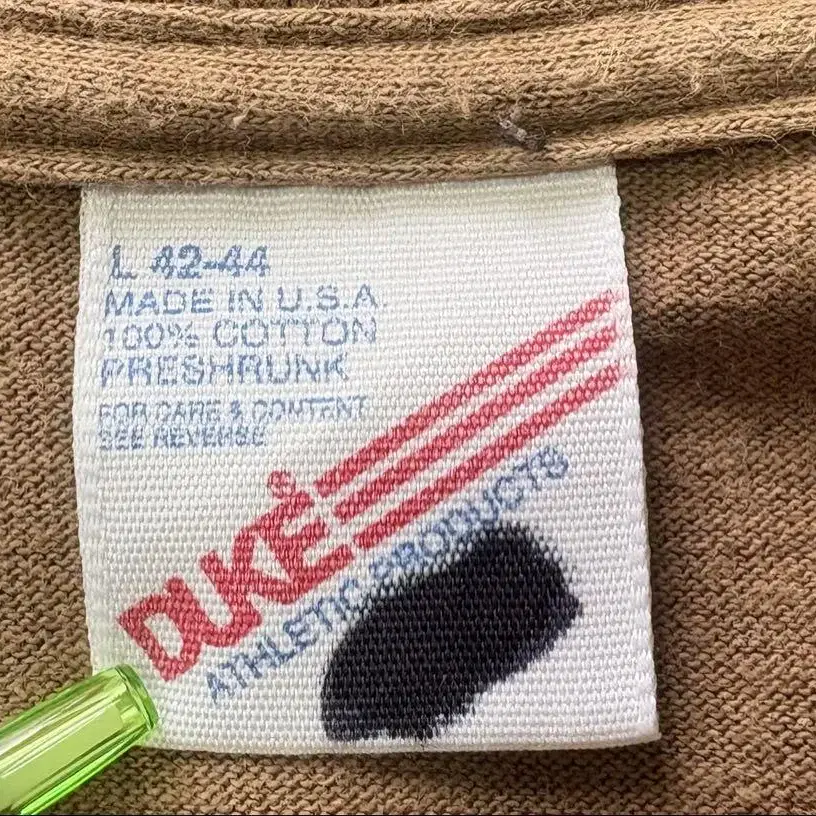 L 42-44
MADE IN U.S.A.
100% COTTON
PRESHRUNK
FOR CARE & CONTENT
SEE REVERSE
DUKE®
ATHLETIC PRODUCTS